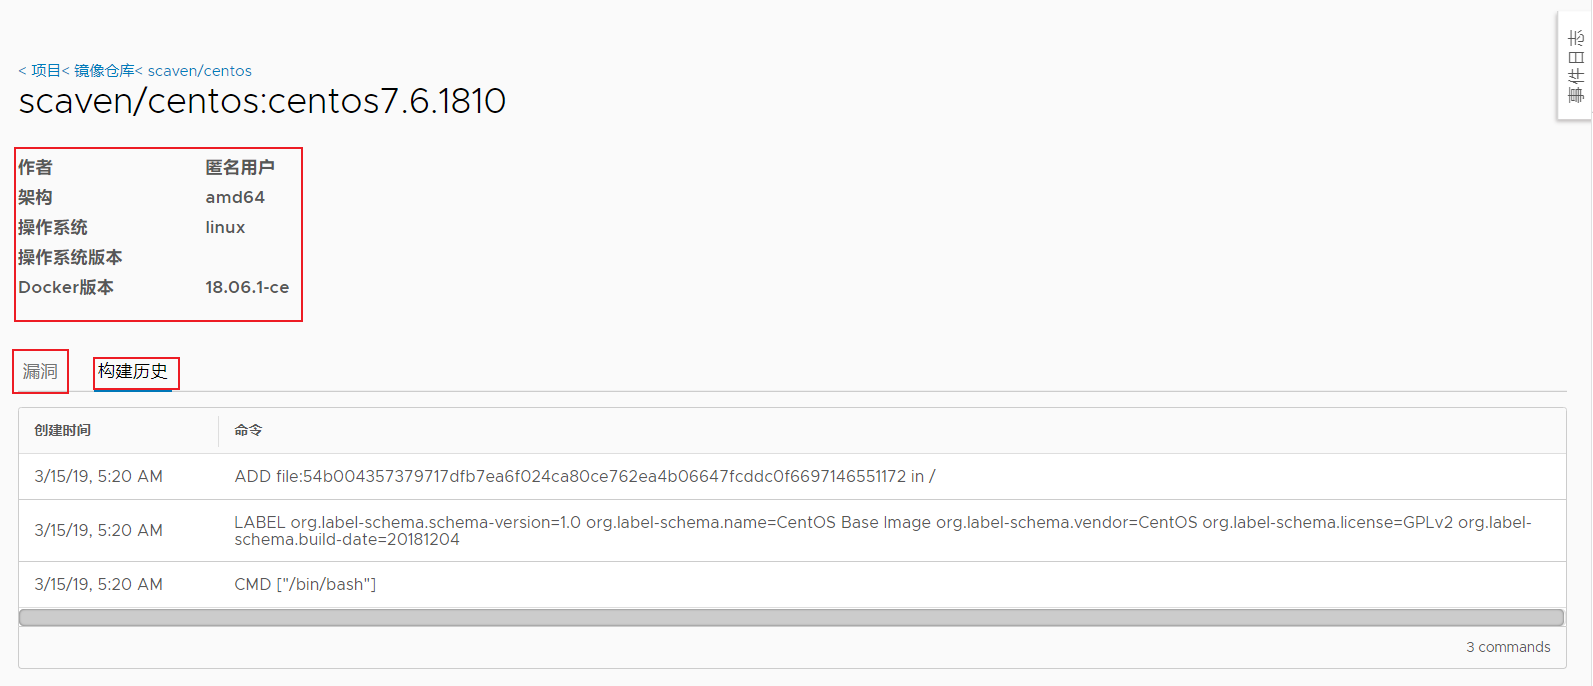 < 项目< 镜像仓库< scaven/centos
scaven/centos:centos7.6.1810
事件日志
作者 匿名用户
架构 amd64
操作系统 linux
操作系统版本
Docker版本 18.06.1-ce
漏洞 构建历史
创建时间 命令
3/15/19, 5:20 AM ADD file:54b004357379717dfb7ea6f024ca80ce762ea4b06647fcddc0f6697146551172 in /
3/15/19, 5:20 AM LABEL org.label-schema.schema-version=1.0 org.label-schema.name=CentOS Base Image org.label-schema.vendor=CentOS org.label-schema.license=GPLv2 org.label-
schema.build-date=20181204
3/15/19, 5:20 AM CMD ["/bin/bash"]
3 commands